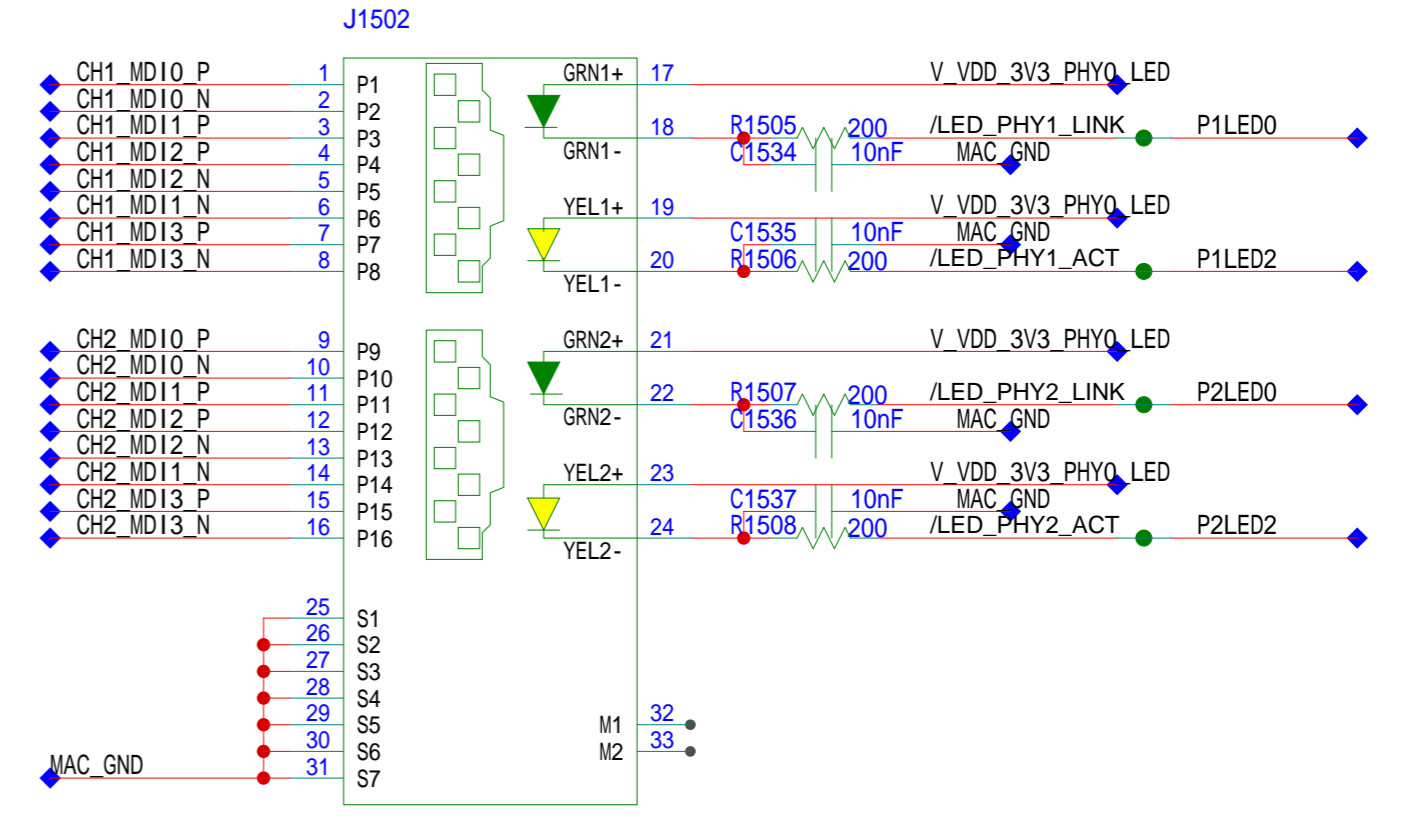 J1502
CH1_MDI0_P 1 P1 GRN1+ 17 V_VDD_3V3_PHY0_LED
CH1_MDI0_N 2 P2
CH1_MDI1_P 3 P3 18 R1505 200 /LED_PHY1_LINK P1LED0
CH1_MDI2_P 4 P4 GRN1- C1534 10nF MAC_GND
CH1_MDI2_N 5 P5
CH1_MDI1_N 6 P6 YEL1+ 19 V_VDD_3V3_PHY0_LED
CH1_MDI3_P 7 P7 C1535 10nF MAC_GND
CH1_MDI3_N 8 P8 20 R1506 200 /LED_PHY1_ACT P1LED2
YEL1-
CH2_MDI0_P 9 P9 GRN2+ 21 V_VDD_3V3_PHY0_LED
CH2_MDI0_N 10 P10
CH2_MDI1_P 11 P11 22 R1507 200 /LED_PHY2_LINK P2LED0
CH2_MDI2_P 12 P12 GRN2- C1536 10nF MAC_GND
CH2_MDI2_N 13 P13
CH2_MDI1_N 14 P14 YEL2+ 23 V_VDD_3V3_PHY0_LED
CH2_MDI3_P 15 P15 C1537 10nF MAC_GND
CH2_MDI3_N 16 P16 24 R1508 200 /LED_PHY2_ACT P2LED2
YEL2-
25 S1
26 S2
27 S3
28 S4
29 S5 M1 32
30 S6 M2 33
MAC_GND 31 S7